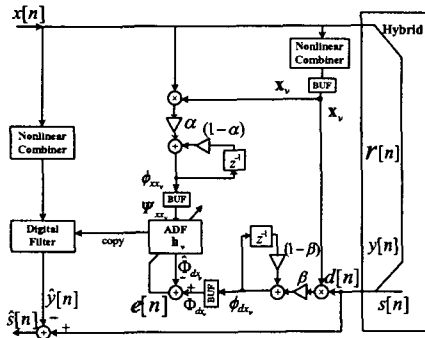 x[n]
Hybrid
Nonlinear
Combiner
BUF
x_v
x_v
×
α
(1-α)
+
z^-1
r[n]
Nonlinear
Combiner
ϕ_xx_v
BUF
Ψ_xx_v
Digital
Filter
copy
ADF
h_v
z^-1
(1-β)
y[n}
Φ̂_dx_v
-
+
e[n]
Φ_dx_v
BUF
ϕ_dx_v
+
β
×
d[n]
s[n]
ŷ[n]
ŝ[n]
-
+
+